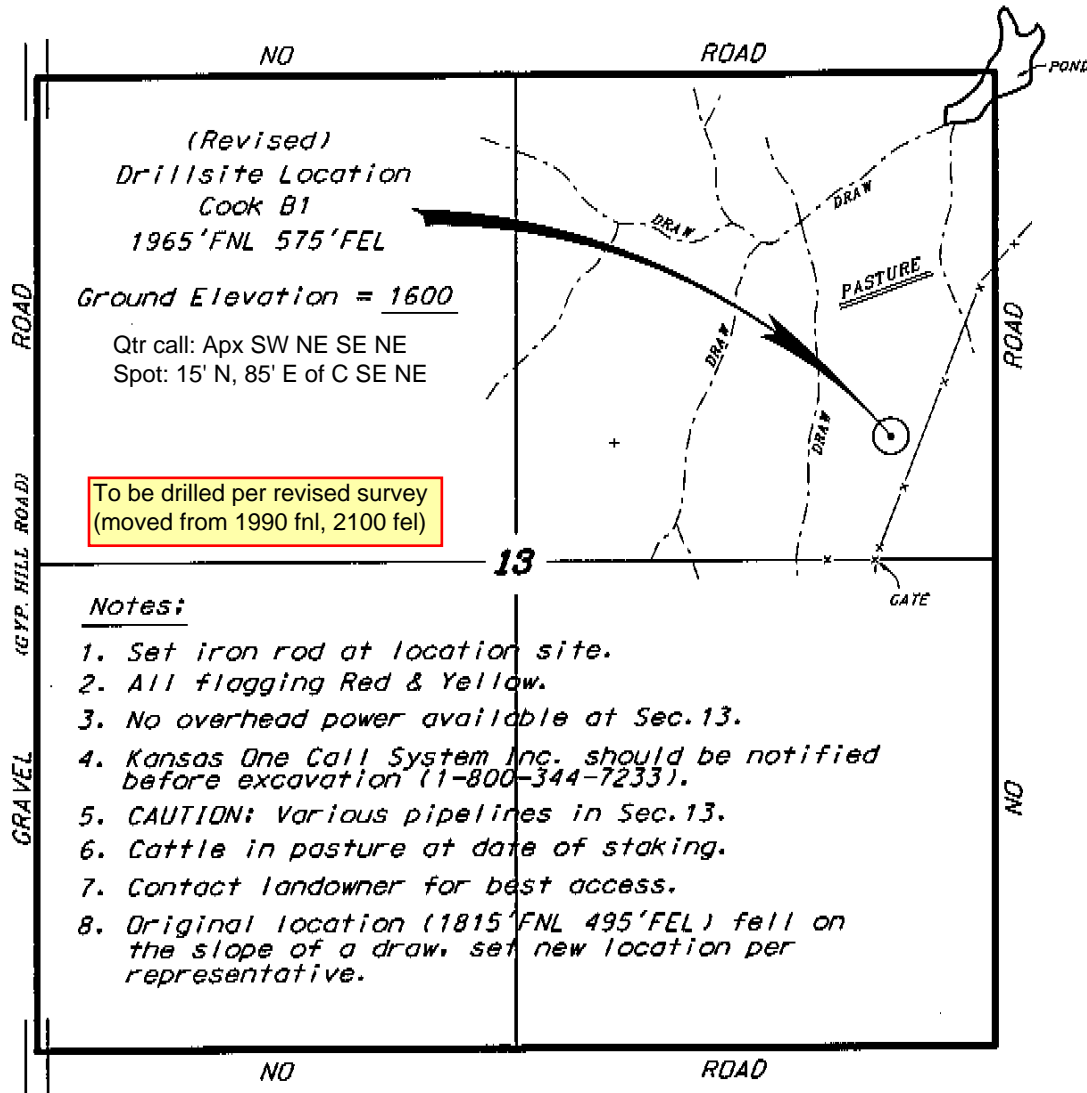 NO
ROAD
POND
(Revised)
Drillsite Location
Cook B1
1965'FNL 575'FEL
Ground Elevation = 1600
Qtr call: Apx SW NE SE NE
Spot: 15' N, 85' E of C SE NE
To be drilled per revised survey
(moved from 1990 fnl, 2100 fel)
DRAW
DRAW
PASTURE
DRAW
DRAW
ROAD
(GYP. HILL ROAD)
GRAVEL
ROAD
NO
13
GATE
Notes:
1. Set iron rod at location site.
2. All flagging Red & Yellow.
3. No overhead power available at Sec.13.
4. Kansas One Call System Inc. should be notified
before excavation (1-800-344-7233).
5. CAUTION: Various pipelines in Sec.13.
6. Cattle in pasture at date of staking.
7. Contact landowner for best access.
8. Original location (1815'FNL 495'FEL) fell on
the slope of a draw, set new location per
representative.
NO
ROAD